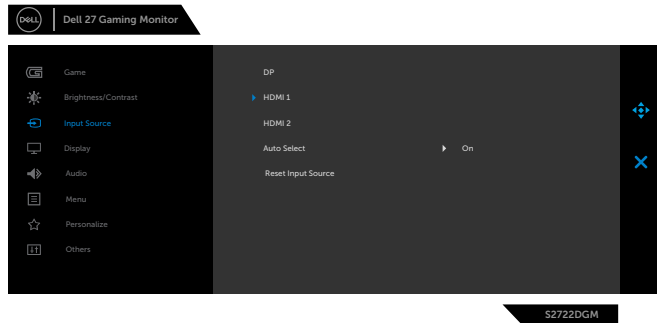 DELL Dell 27 Gaming Monitor
Game
DP
Brightness/Contrast
HDMI 1
Input Source
HDMI 2
Display
Auto Select On
Audio
Reset Input Source
Menu
Personalize
Others
S2722DGM